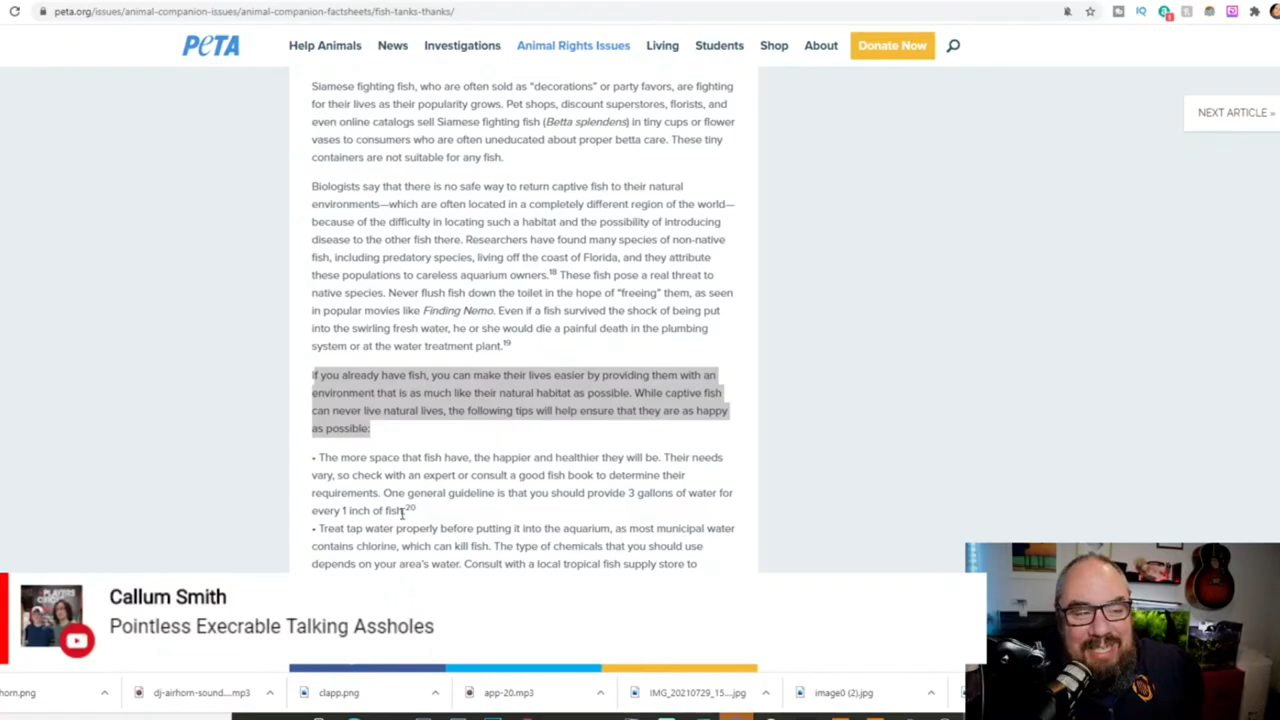 peta.org/issues/animal-companion-issues/animal-companion-factsheets/fish-tanks-thanks/
PETA
Help Animals
News
Investigations
Animal Rights Issues
Living
Students
Shop
About
Donate Now
Siamese fighting fish, who are often sold as “decorations” or party favors, are fighting
for their lives as their popularity grows. Pet shops, discount superstores, florists, and
even online catalogs sell Siamese fighting fish (Betta splendens) in tiny cups or flower
vases to consumers who are often uneducated about proper betta care. These tiny
containers are not suitable for any fish.
NEXT ARTICLE »
Biologists say that there is no safe way to return captive fish to their natural
environments—which are often located in a completely different region of the world—
because of the difficulty in locating such a habitat and the possibility of introducing
disease to the other fish there. Researchers have found many species of non-native
fish, including predatory species, living off the coast of Florida, and they attribute
these populations to careless aquarium owners.18 These fish pose a real threat to
native species. Never flush fish down the toilet in the hope of “freeing” them, as seen
in popular movies like Finding Nemo. Even if a fish survived the shock of being put
into the swirling fresh water, he or she would die a painful death in the plumbing
system or at the water treatment plant.19
If you already have fish, you can make their lives easier by providing them with an
environment that is as much like their natural habitat as possible. While captive fish
can never live natural lives, the following tips will help ensure that they are as happy
as possible:
• The more space that fish have, the happier and healthier they will be. Their needs
vary, so check with an expert or consult a good fish book to determine their
requirements. One general guideline is that you should provide 3 gallons of water for
every 1 inch of fish.20
• Treat tap water properly before putting it into the aquarium, as most municipal water
contains chlorine, which can kill fish. The type of chemicals that you should use
depends on your area’s water. Consult with a local tropical fish supply store to
Callum Smith
Pointless Execrable Talking Assholes
horn.png
dj-airhorn-sound....mp3
clapp.png
app-20.mp3
IMG_20210729_15....jpg
image0 (2).jpg